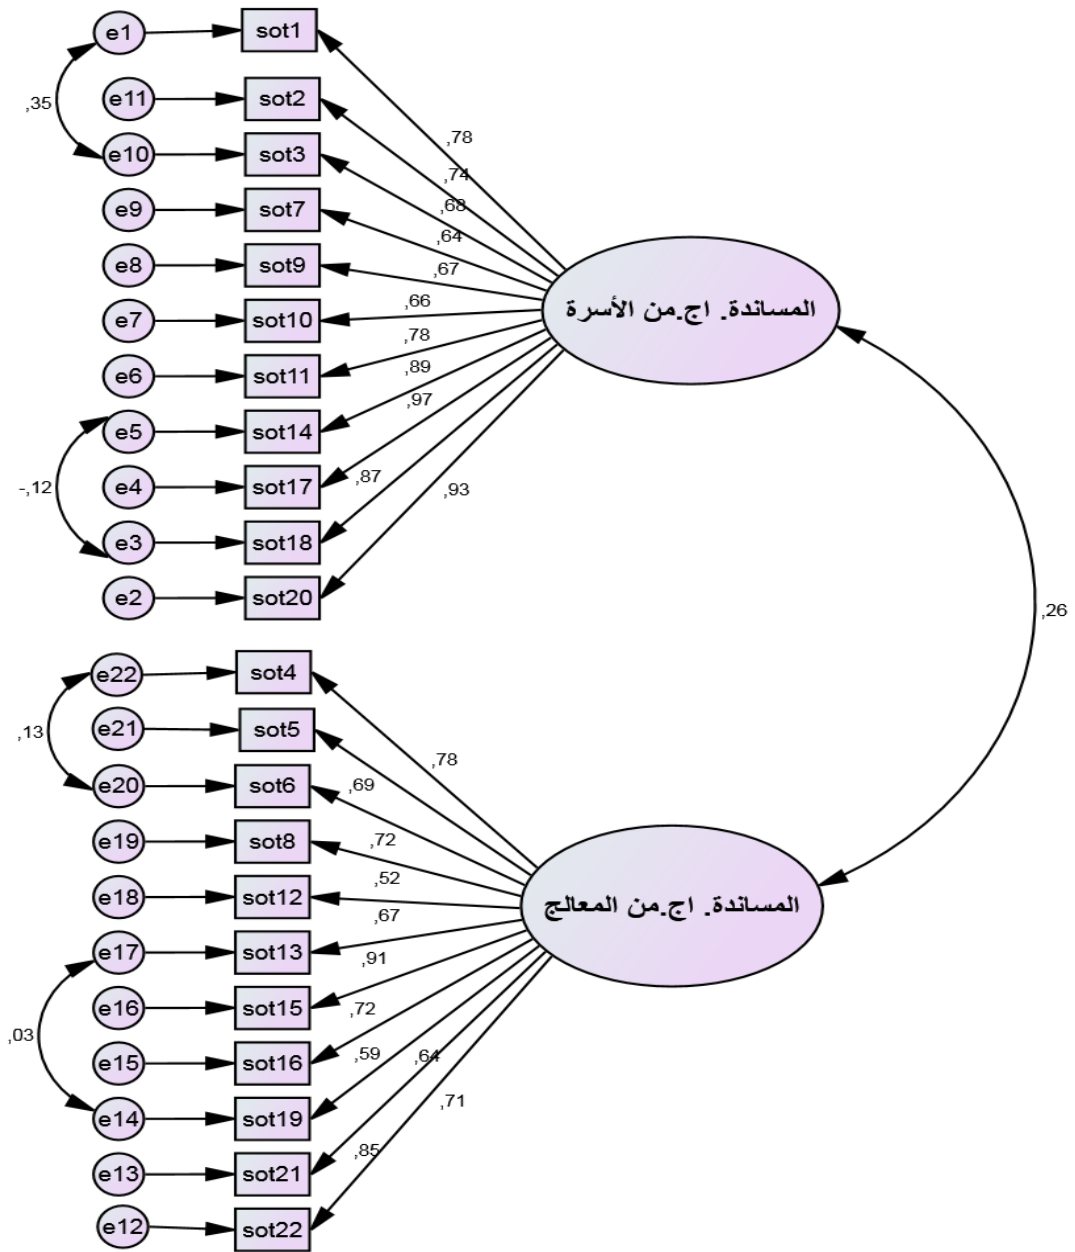 e1 sot1
,35
e11 sot2
,78
e10 sot3
,74
e9 sot7
,68
,64
e8 sot9
,67
e7 sot10
,66
المساندة. اج.من الأسرة
e6 sot11
,78
,89
e5 sot14
,97
-,12
e4 sot17
,87
,93
e3 sot18
e2 sot20
,26
e22 sot4
,13
e21 sot5
,78
e20 sot6
,69
e19 sot8
,72
,52
e18 sot12
,67
المساندة. اج.من المعالج
e17 sot13
,91
e16 sot15
,72
,03
e15 sot16
,59
,64
e14 sot19
,71
e13 sot21
,85
e12 sot22